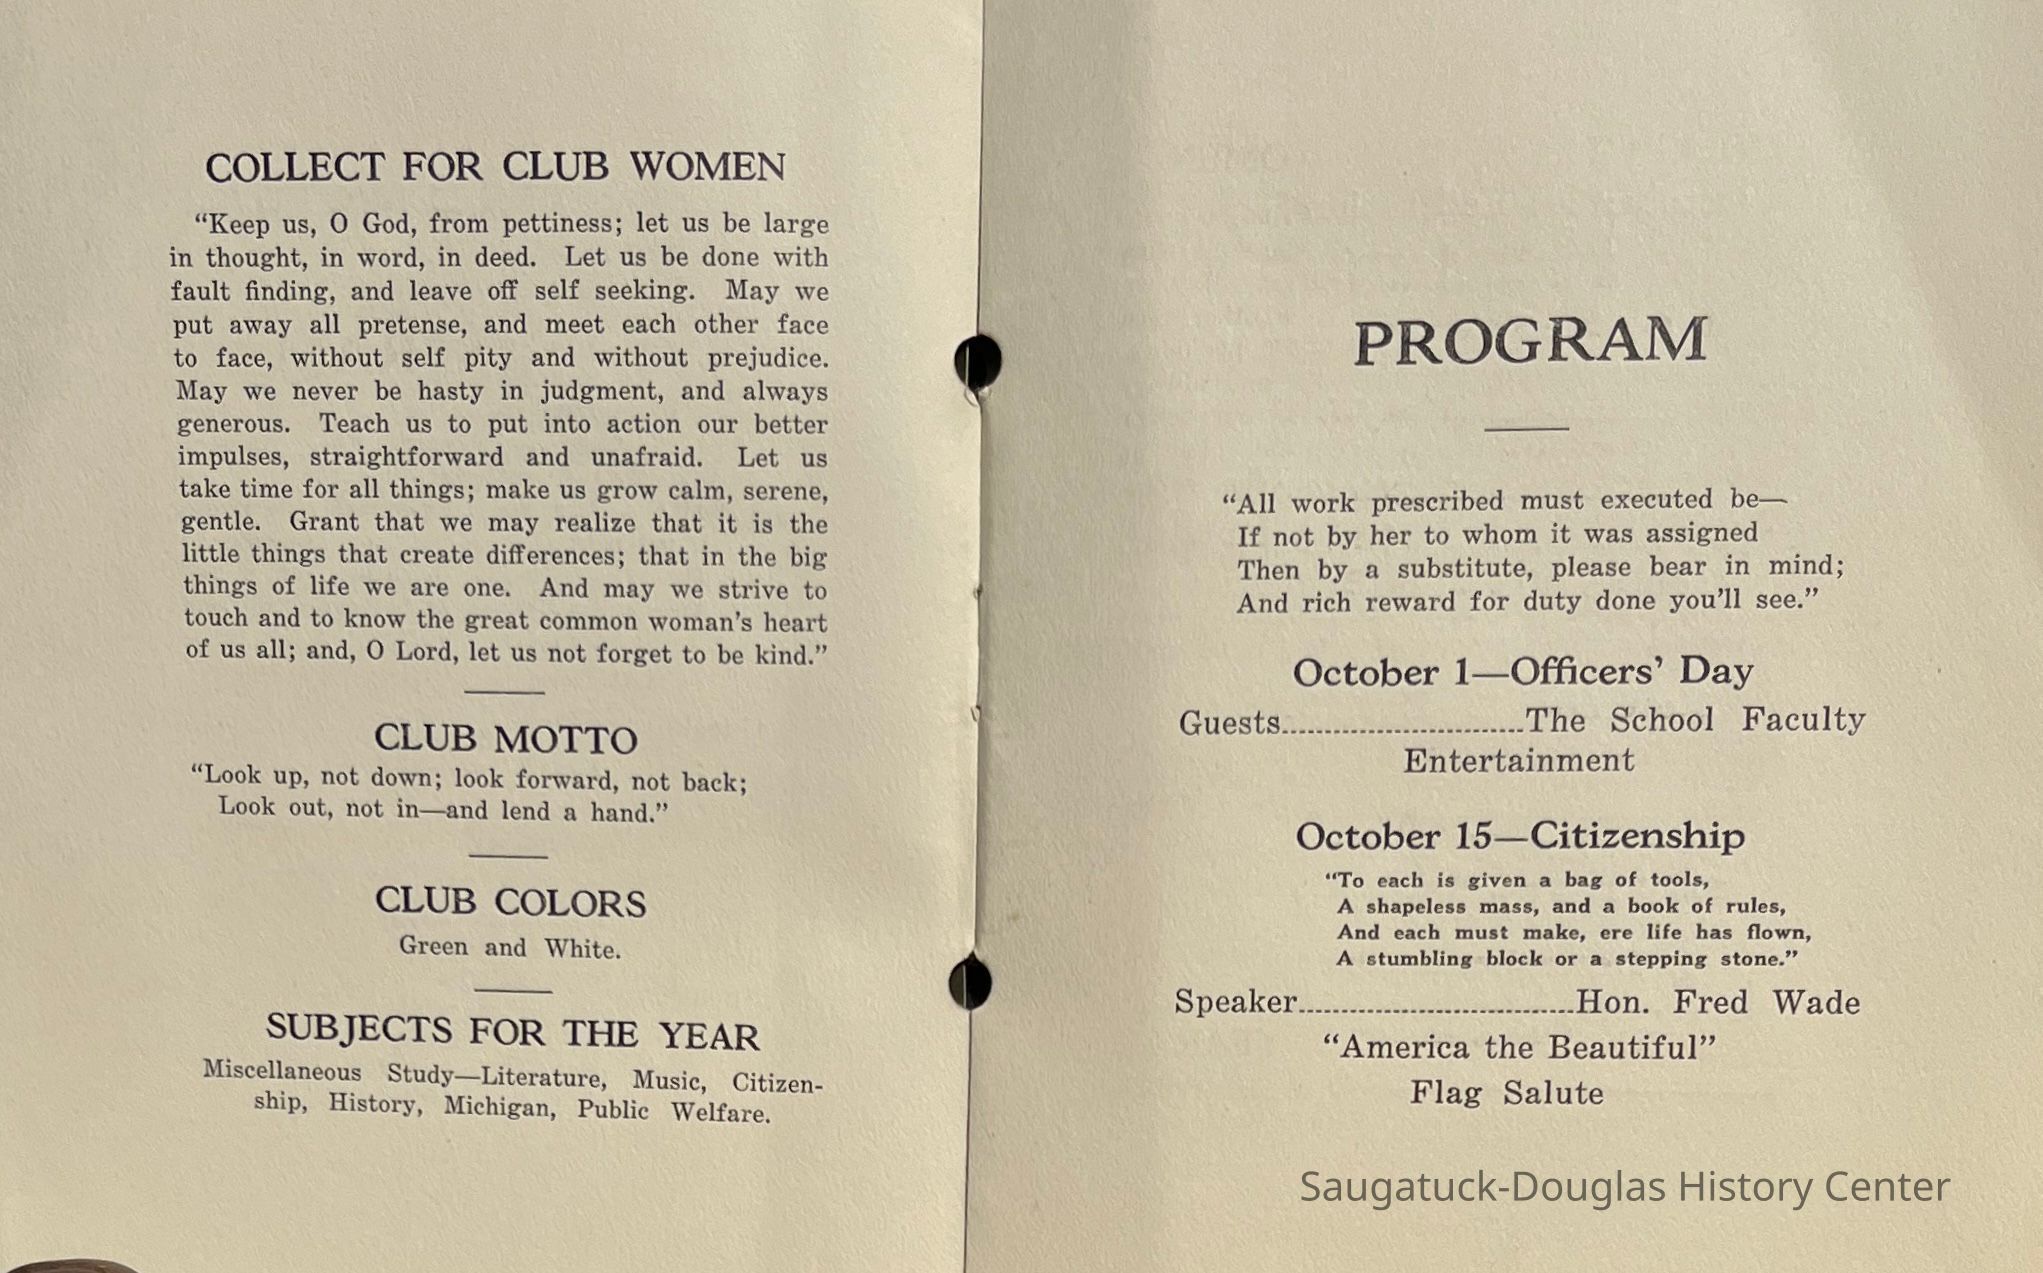 COLLECT FOR CLUB WOMEN
“Keep us, O God, from pettiness; let us be large
in thought, in word, in deed. Let us be done with
fault finding, and leave off self seeking. May we
put away all pretense, and meet each other face
to face, without self pity and without prejudice.
May we never be hasty in judgment, and always
generous. Teach us to put into action our better
impulses, straightforward and unafraid. Let us
take time for all things; make us grow calm, serene,
gentle. Grant that we may realize that it is the
little things that create differences; that in the big
things of life we are one. And may we strive to
touch and to know the great common woman's heart
of us all; and, O Lord, let us not forget to be kind.”
CLUB MOTTO
“Look up, not down; look forward, not back;
Look out, not in—and lend a hand.”
CLUB COLORS
Green and White.
SUBJECTS FOR THE YEAR
Miscellaneous Study—Literature, Music, Citizen-
ship, History, Michigan, Public Welfare.
PROGRAM
“All work prescribed must executed be—
If not by her to whom it was assigned
Then by a substitute, please bear in mind;
And rich reward for duty done you'll see.”
October 1—Officers' Day
Guests............................The School Faculty
Entertainment
October 15—Citizenship
“To each is given a bag of tools,
A shapeless mass, and a book of rules,
And each must make, ere life has flown,
A stumbling block or a stepping stone.”
Speaker................................Hon. Fred Wade
“America the Beautiful”
Flag Salute
Saugatuck-Douglas History Center